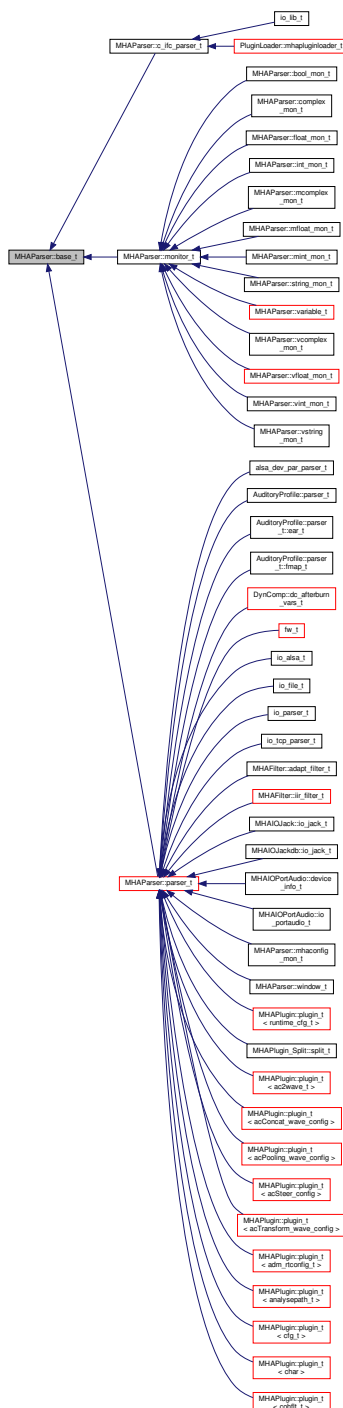 io_lib_t
MHAParser::c_ifc_parser_t
PluginLoader::mhapluginloader_t
MHAParser::bool_mon_t
MHAParser::complex
_mon_t
MHAParser::float_mon_t
MHAParser::int_mon_t
MHAParser::mcomplex
_mon_t
MHAParser::mfloat_mon_t
MHAParser::base_t
MHAParser::monitor_t
MHAParser::mint_mon_t
MHAParser::string_mon_t
MHAParser::variable_t
MHAParser::vcomplex
_mon_t
MHAParser::vfloat_mon_t
MHAParser::vint_mon_t
MHAParser::vstring
_mon_t
alsa_dev_par_parser_t
AuditoryProfile::parser_t
AuditoryProfile::parser
_t::ear_t
AuditoryProfile::parser
_t::fmap_t
DynComp::dc_afterburn
_vars_t
fw_t
io_alsa_t
io_file_t
io_parser_t
io_tcp_parser_t
MHAFilter::adapt_filter_t
MHAFilter::iir_filter_t
MHAIOJack::io_jack_t
MHAIOJackdb::io_jack_t
MHAParser::parser_t
MHAIOPortAudio::device
_info_t
MHAIOPortAudio::io
_portaudio_t
MHAParser::mhaconfig
_mon_t
MHAParser::window_t
MHAPlugin::plugin_t
< runtime_cfg_t >
MHAPlugin_Split::split_t
MHAPlugin::plugin_t
< ac2wave_t >
MHAPlugin::plugin_t
< acConcat_wave_config >
MHAPlugin::plugin_t
< acPooling_wave_config >
MHAPlugin::plugin_t
< acSteer_config >
MHAPlugin::plugin_t
< acTransform_wave_config >
MHAPlugin::plugin_t
< adm_rtconfig_t >
MHAPlugin::plugin_t
< analysepath_t >
MHAPlugin::plugin_t
< cfg_t >
MHAPlugin::plugin_t
< char >
MHAPlugin::plugin_t